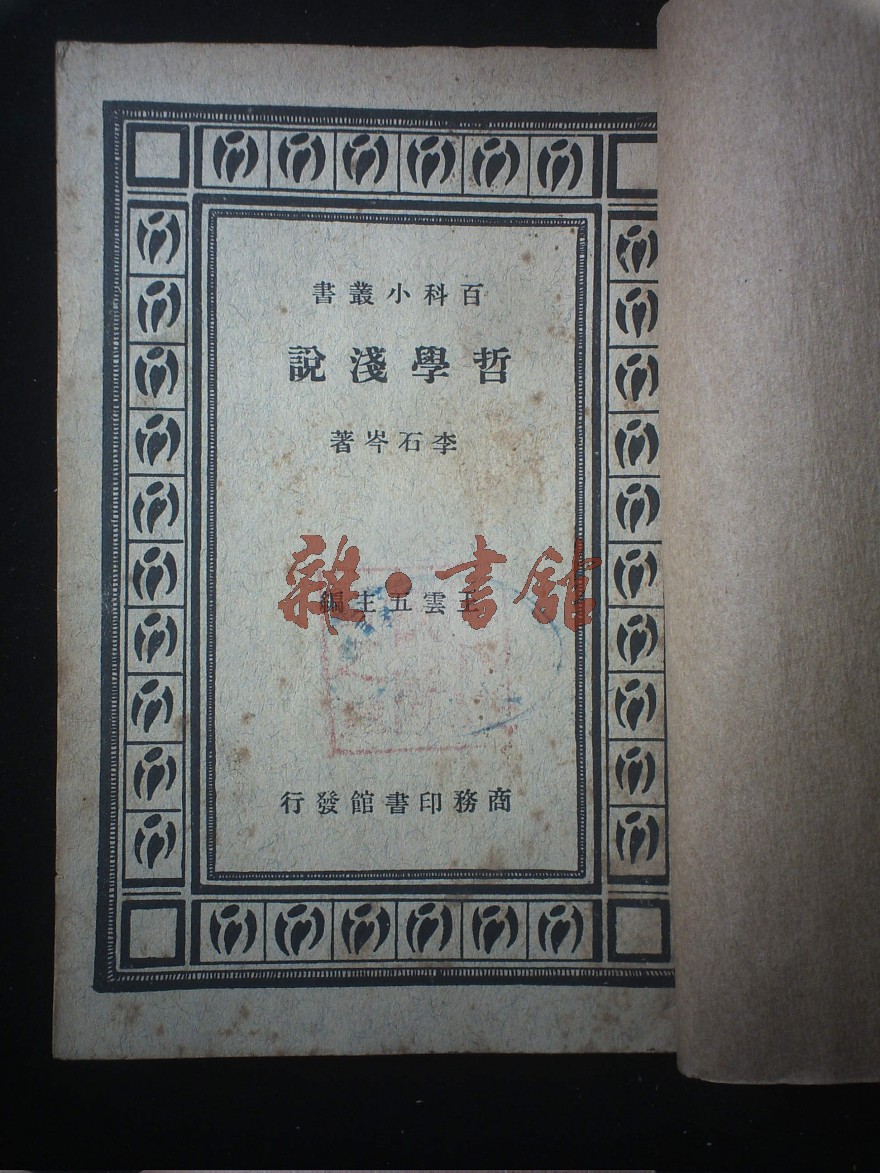 百科小叢書
哲學淺說
李石岑著
雜·書館
王雲五主編
商務印書館發行